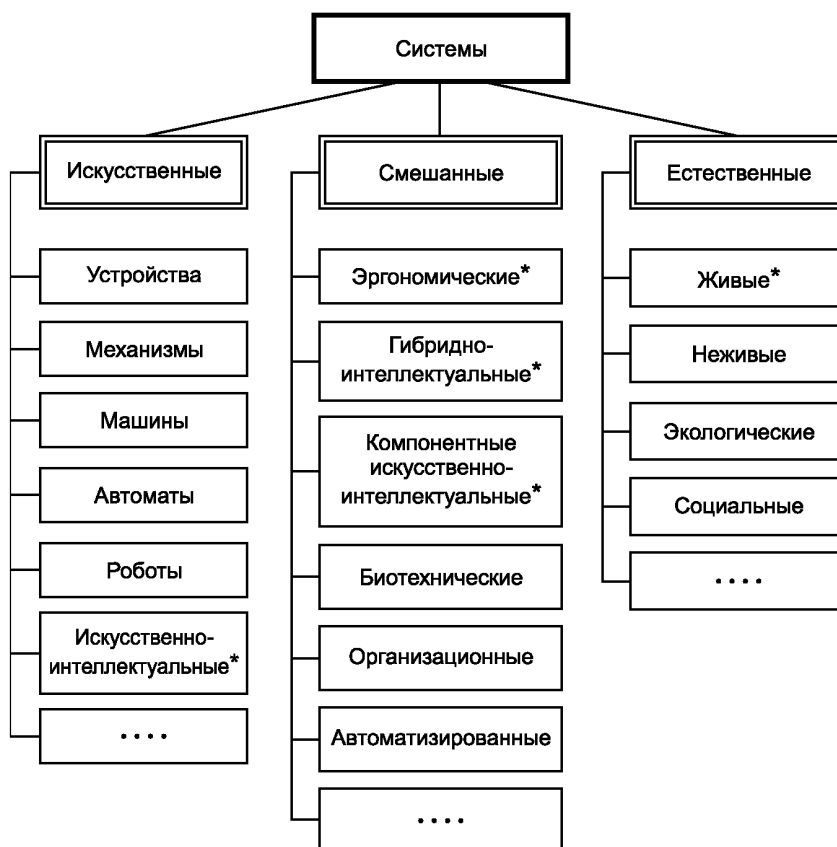 Системы
Искусственные
Устройства
Механизмы
Машины
Автоматы
Роботы
Искусственно-
интеллектуальные*
....
Смешанные
Эргономические*
Гибридно-
интеллектуальные*
Компонентные
искусственно-
интеллектуальные*
Биотехнические
Организационные
Автоматизированные
....
Естественные
Живые*
Неживые
Экологические
Социальные
....